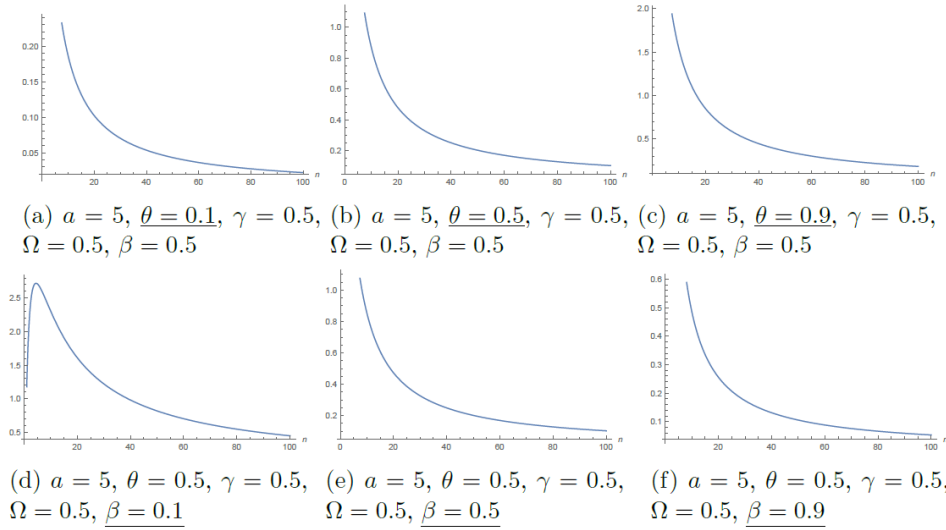 0.20
0.15
0.10
0.05
20 40 60 80 100 n
1.0
0.8
0.6
0.4
0.2
0 20 40 60 80 100 n
2.0
1.5
1.0
0.5
0 20 40 60 80 100 n
(a) a = 5, θ = 0.1, γ = 0.5,
Ω = 0.5, β = 0.5
(b) a = 5, θ = 0.5, γ = 0.5,
Ω = 0.5, β = 0.5
(c) a = 5, θ = 0.9, γ = 0.5,
Ω = 0.5, β = 0.5
2.5
2.0
1.5
1.0
0.5
0 20 40 60 80 100 n
1.0
0.8
0.6
0.4
0.2
0 20 40 60 80 100 n
0.6
0.5
0.4
0.3
0.2
0.1
20 40 60 80 100 n
(d) a = 5, θ = 0.5, γ = 0.5,
Ω = 0.5, β = 0.1
(e) a = 5, θ = 0.5, γ = 0.5,
Ω = 0.5, β = 0.5
(f) a = 5, θ = 0.5, γ = 0.5,
Ω = 0.5, β = 0.9